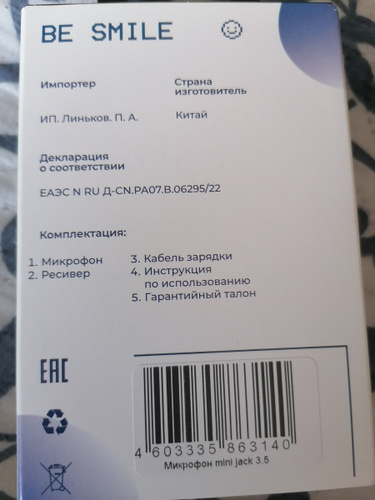 BE SMILE
Импортер
Страна
изготовитель
ИП. Линьков. П. А.
Китай
Декларация
о соответствии
ЕАЭС N RU Д-CN.РА07.В.06295/22
Комплектация:
1. Микрофон
2. Ресивер
3. Кабель зарядки
4. Инструкция
по использованию
5. Гарантийный талон
EAC
4 603335 863140
Микрофон mini jack 3.5